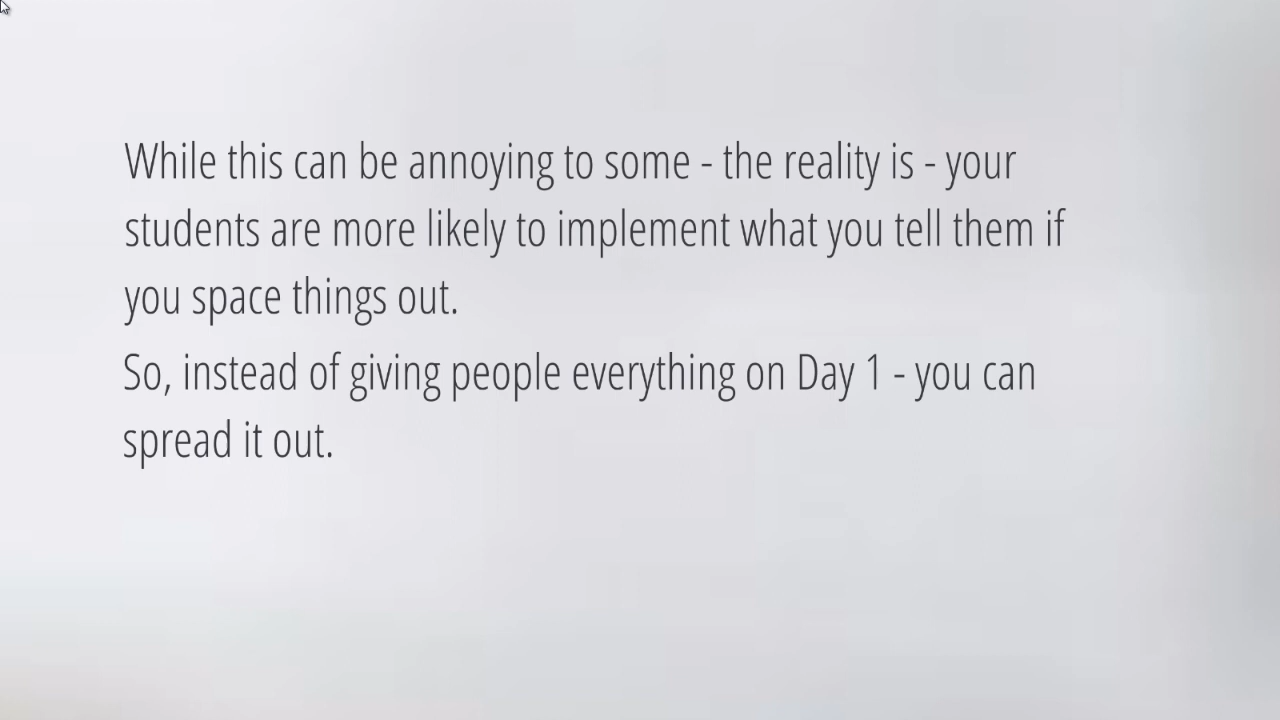 While this can be annoying to some - the reality is - your
students are more likely to implement what you tell them if
you space things out.
So, instead of giving people everything on Day 1 - you can
spread it out.